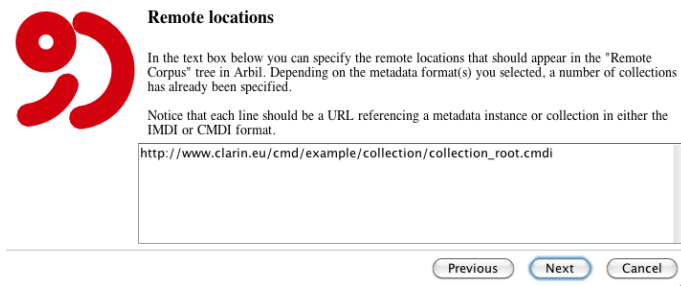 Remote locations
In the text box below you can specify the remote locations that should appear in the "Remote
Corpus" tree in Arbil. Depending on the metadata format(s) you selected, a number of collections
has already been specified.
Notice that each line should be a URL referencing a metadata instance or collection in either the
IMDI or CMDI format.
http://www.clarin.eu/cmd/example/collection/collection_root.cmdi
Previous Next Cancel